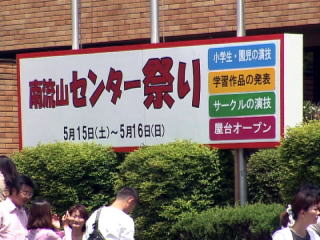 南流山センター祭り
5月15日(土)～5月16日(日)
小学生・園児の演技
学習作品の発表
サークルの演技
屋台オープン